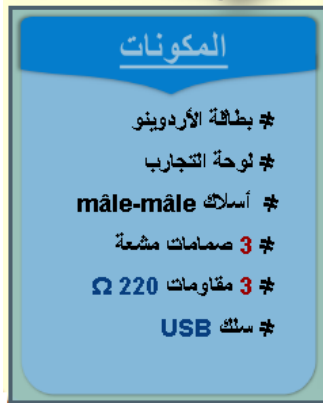 المكونات
* بطاقة الأردوينو
* لوحة التجارب
* أسلاك mâle-mâle
* 3 صمامات مشعة
* 3 مقاومات 220 Ω
* سلك USB